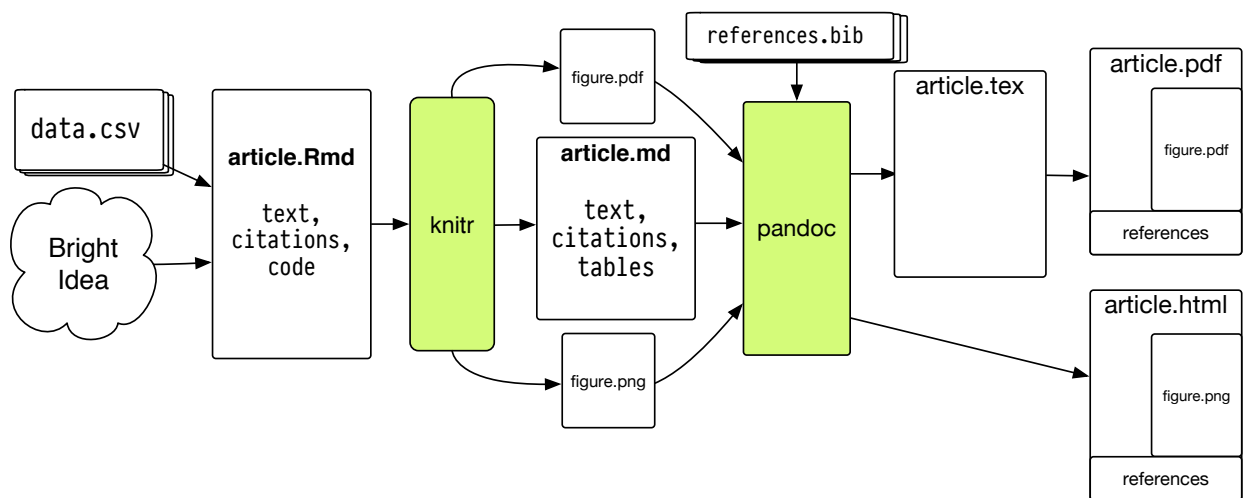 data.csv
Bright
Idea
article.Rmd
text,
citations,
code
knitr
figure.pdf
article.md
text,
citations,
tables
figure.png
references.bib
pandoc
article.tex
article.pdf
figure.pdf
references
article.html
figure.png
references